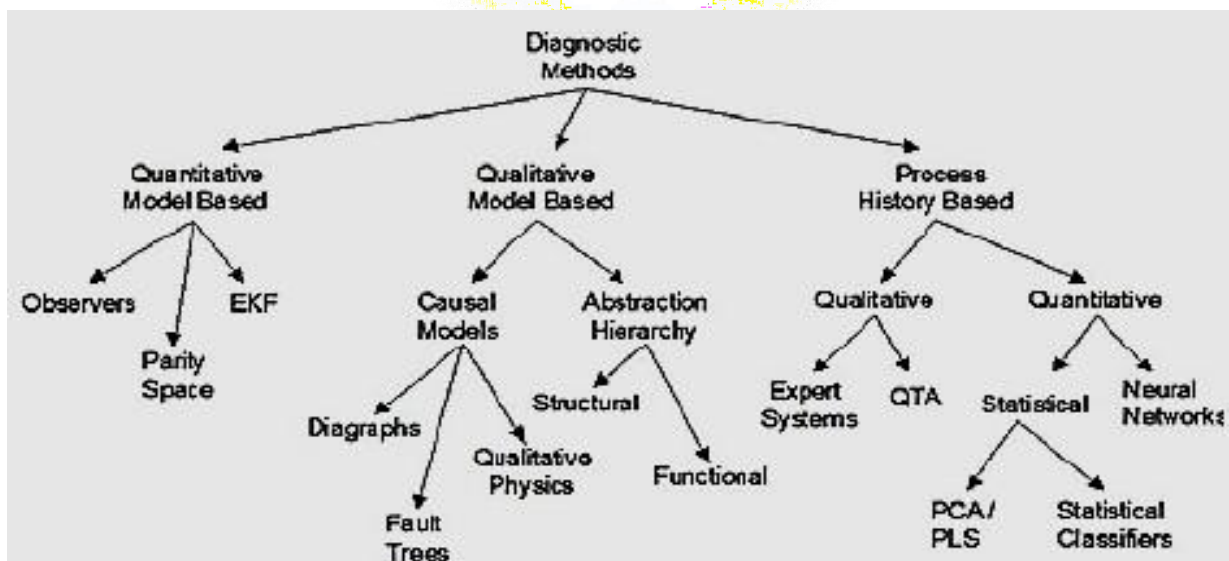 Diagnostic
Methods
Quantitative
Model Based
Qualitative
Model Based
Process
History Based
Observers
EKF
Parity
Space
Causal
Models
Abstraction
Hierarchy
Qualitative
Quantitative
Diagraphs
Fault
Trees
Qualitative
Physics
Structural
Functional
Expert
Systems
QTA
Statistical
Neural
Networks
PCA/
PLS
Statistical
Classifiers